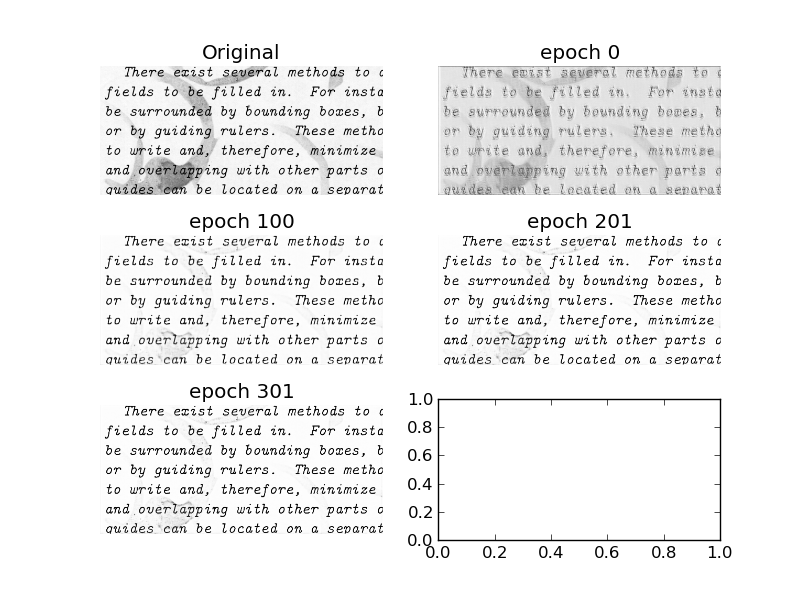 Original
There exist several methods to
fields to be filled in. For insta
be surrounded by bounding boxes, b
or by guiding rulers. These metho
to write and, therefore, minimize
and overlapping with other parts o
guides can be located on a separat
epoch 0
There exist several methods to
fields to be filled in. For insta
be surrounded by bounding boxes, b
or by guiding rulers. These metho
to write and, therefore, minimize
and overlapping with other parts o
guides can be located on a separat
epoch 100
There exist several methods to
fields to be filled in. For insta
be surrounded by bounding boxes, b
or by guiding rulers. These metho
to write and, therefore, minimize
and overlapping with other parts o
guides can be located on a separat
epoch 201
There exist several methods to
fields to be filled in. For insta
be surrounded by bounding boxes, b
or by guiding rulers. These metho
to write and, therefore, minimize
and overlapping with other parts o
guides can be located on a separat
epoch 301
There exist several methods to
fields to be filled in. For insta
be surrounded by bounding boxes, b
or by guiding rulers. These metho
to write and, therefore, minimize
and overlapping with other parts o
guides can be located on a separat
1.0
0.8
0.6
0.4
0.2
0.0
0.0 0.2 0.4 0.6 0.8 1.0